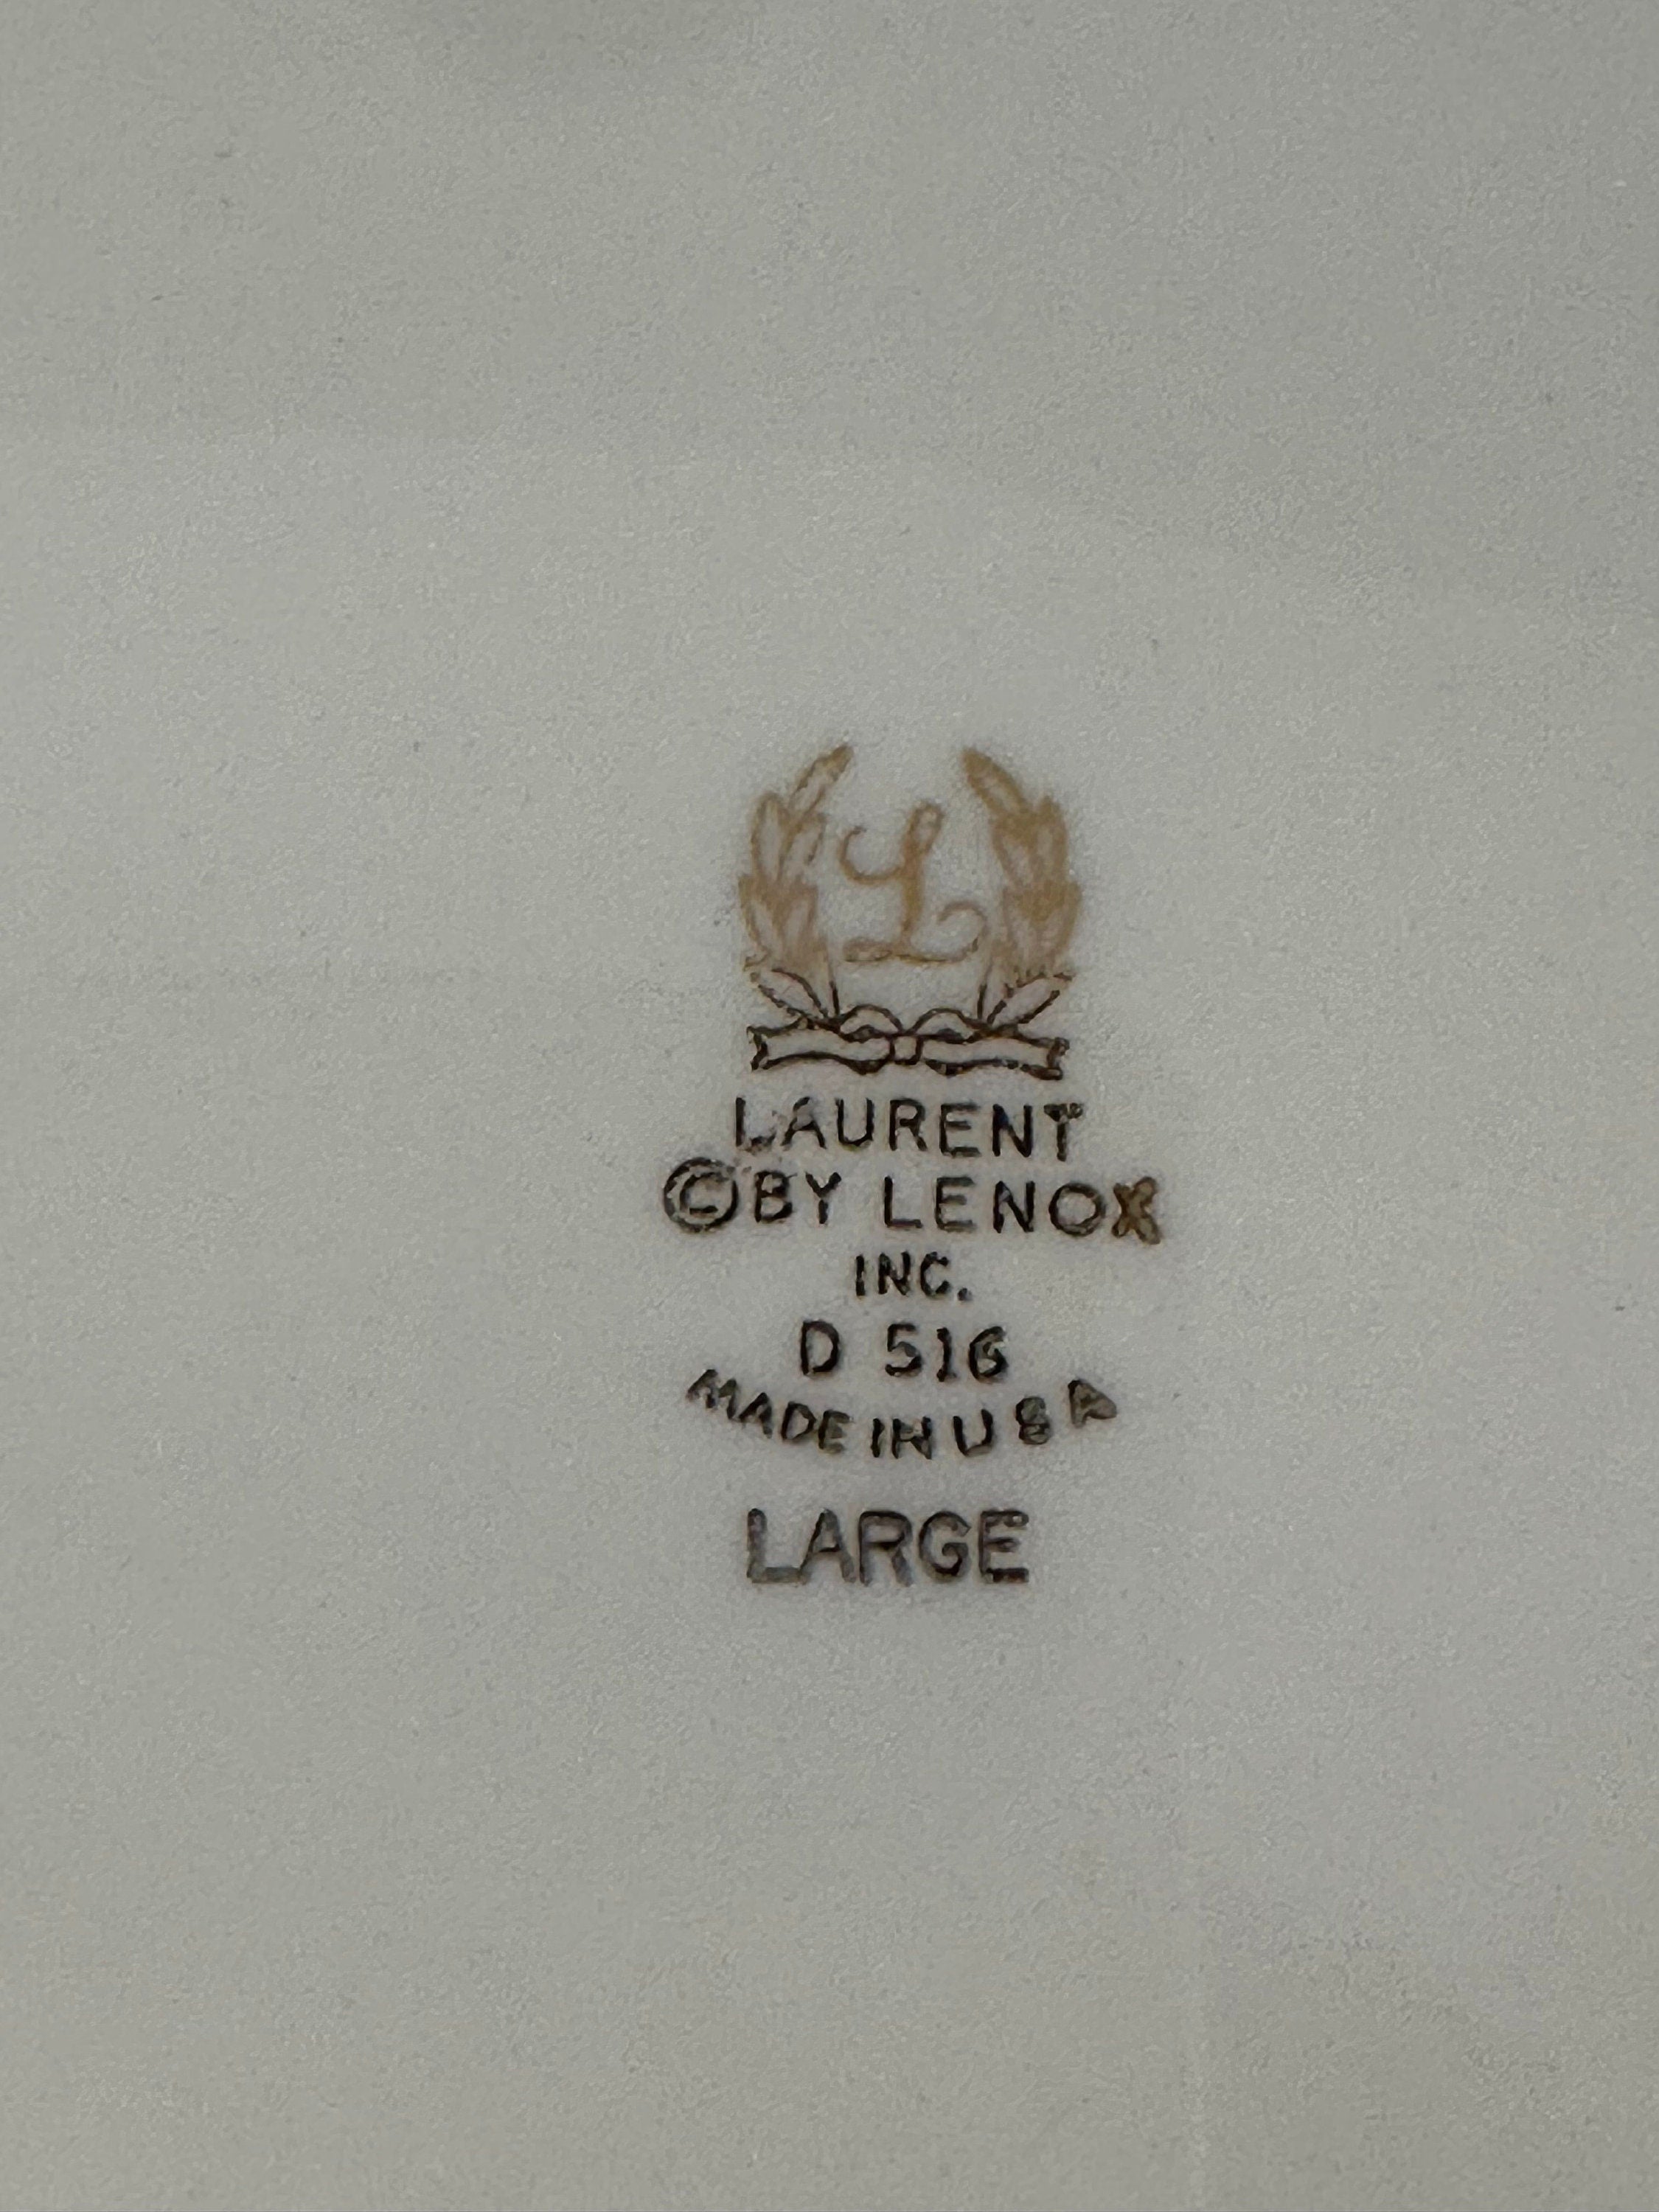 L
LAURENT
©BY LENOX
INC.
D 516
MADE IN USA
LARGE